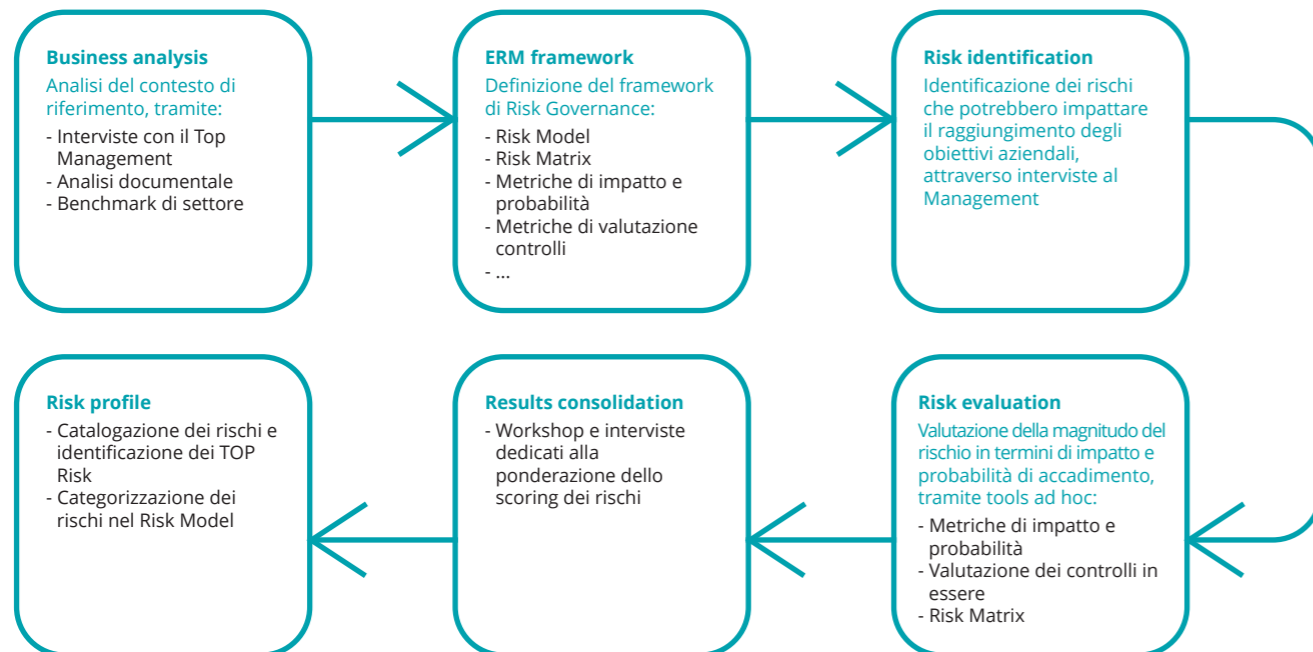 Business analysis
Analisi del contesto di
riferimento, tramite:
- Interviste con il Top
Management
- Analisi documentale
- Benchmark di settore
ERM framework
Definizione del framework
di Risk Governance:
- Risk Model
- Risk Matrix
- Metriche di impatto e
probabilità
- Metriche di valutazione
controlli
- ...
Risk identification
Identificazione dei rischi
che potrebbero impattare
il raggiungimento degli
obiettivi aziendali,
attraverso interviste al
Management
Risk profile
- Catalogazione dei rischi e
identificazione dei TOP
Risk
- Categorizzazione dei
rischi nel Risk Model
Results consolidation
- Workshop e interviste
dedicati alla
ponderazione dello
scoring dei rischi
Risk evaluation
Valutazione della magnitudo del
rischio in termini di impatto e
probabilità di accadimento,
tramite tools ad hoc:
- Metriche di impatto e
probabilità
- Valutazione dei controlli in
essere
- Risk Matrix